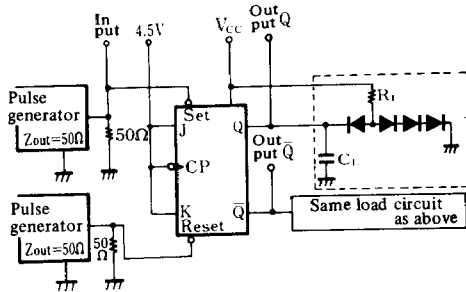 In
put
4.5V
VCC
Out
put Q
Pulse
generator
Zout=50Ω
50Ω
Set
J
Q
CP
K
Q̅
Reset
R1
CL
Out
put Q̅
Same load circuit
as above
Pulse
generator
Zout=50Ω
50
Ω